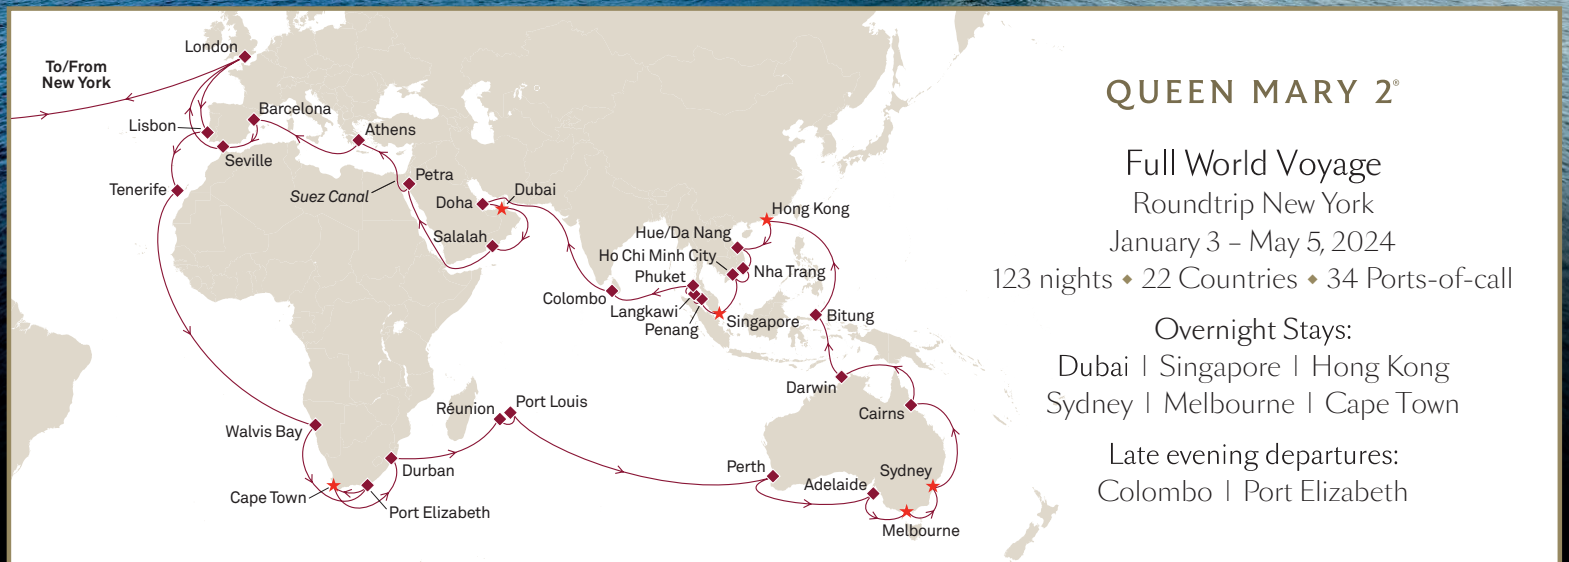 London
To/From
New York
Barcelona
Lisbon
Athens
Seville
Petra
Tenerife
Suez Canal
Dubai
Doha
Hong Kong
Salalah
Hue/Da Nang
Ho Chi Minh City
Nha Trang
Phuket
Colombo
Langkawi
Penang
Singapore
Bitung
Darwin
Cairns
Réunion
Port Louis
Walvis Bay
Durban
Perth
Sydney
Adelaide
Cape Town
Port Elizabeth
Melbourne
QUEEN MARY 2®
Full World Voyage
Roundtrip New York
January 3 – May 5, 2024
123 nights ◆ 22 Countries ◆ 34 Ports-of-call
Overnight Stays:
Dubai | Singapore | Hong Kong
Sydney | Melbourne | Cape Town
Late evening departures:
Colombo | Port Elizabeth